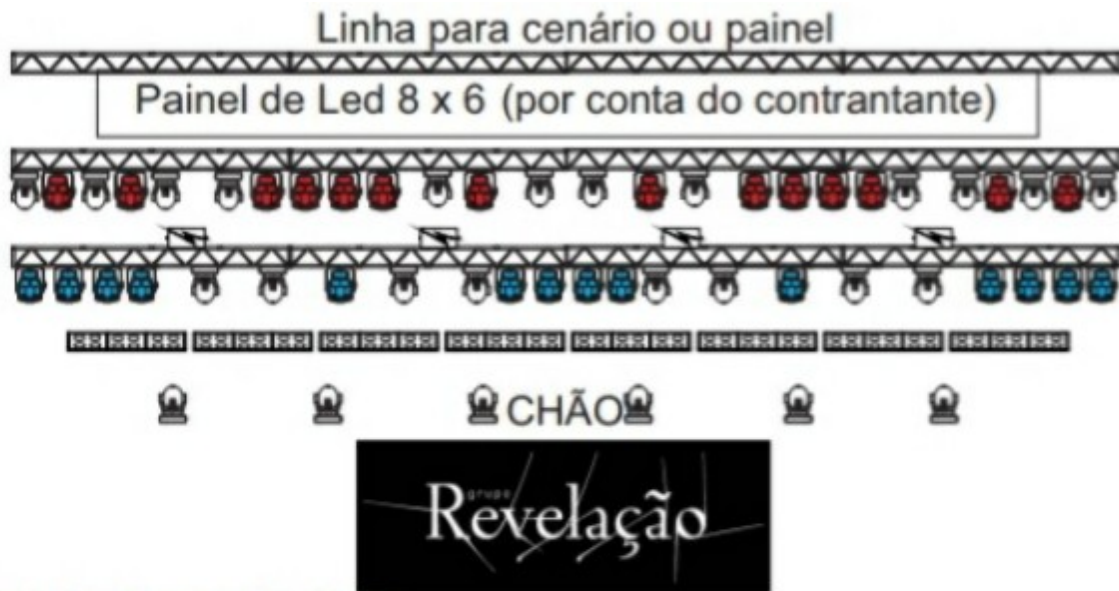 Linha para cenário ou painel
Painel de Led 8 x 6 (por conta do contrantante)
CHÃO
grupo
Revelação